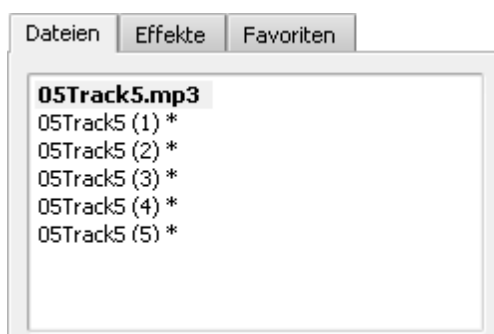 Dateien Effekte Favoriten
05Track5.mp3
05Track5 (1) *
05Track5 (2) *
05Track5 (3) *
05Track5 (4) *
05Track5 (5) *